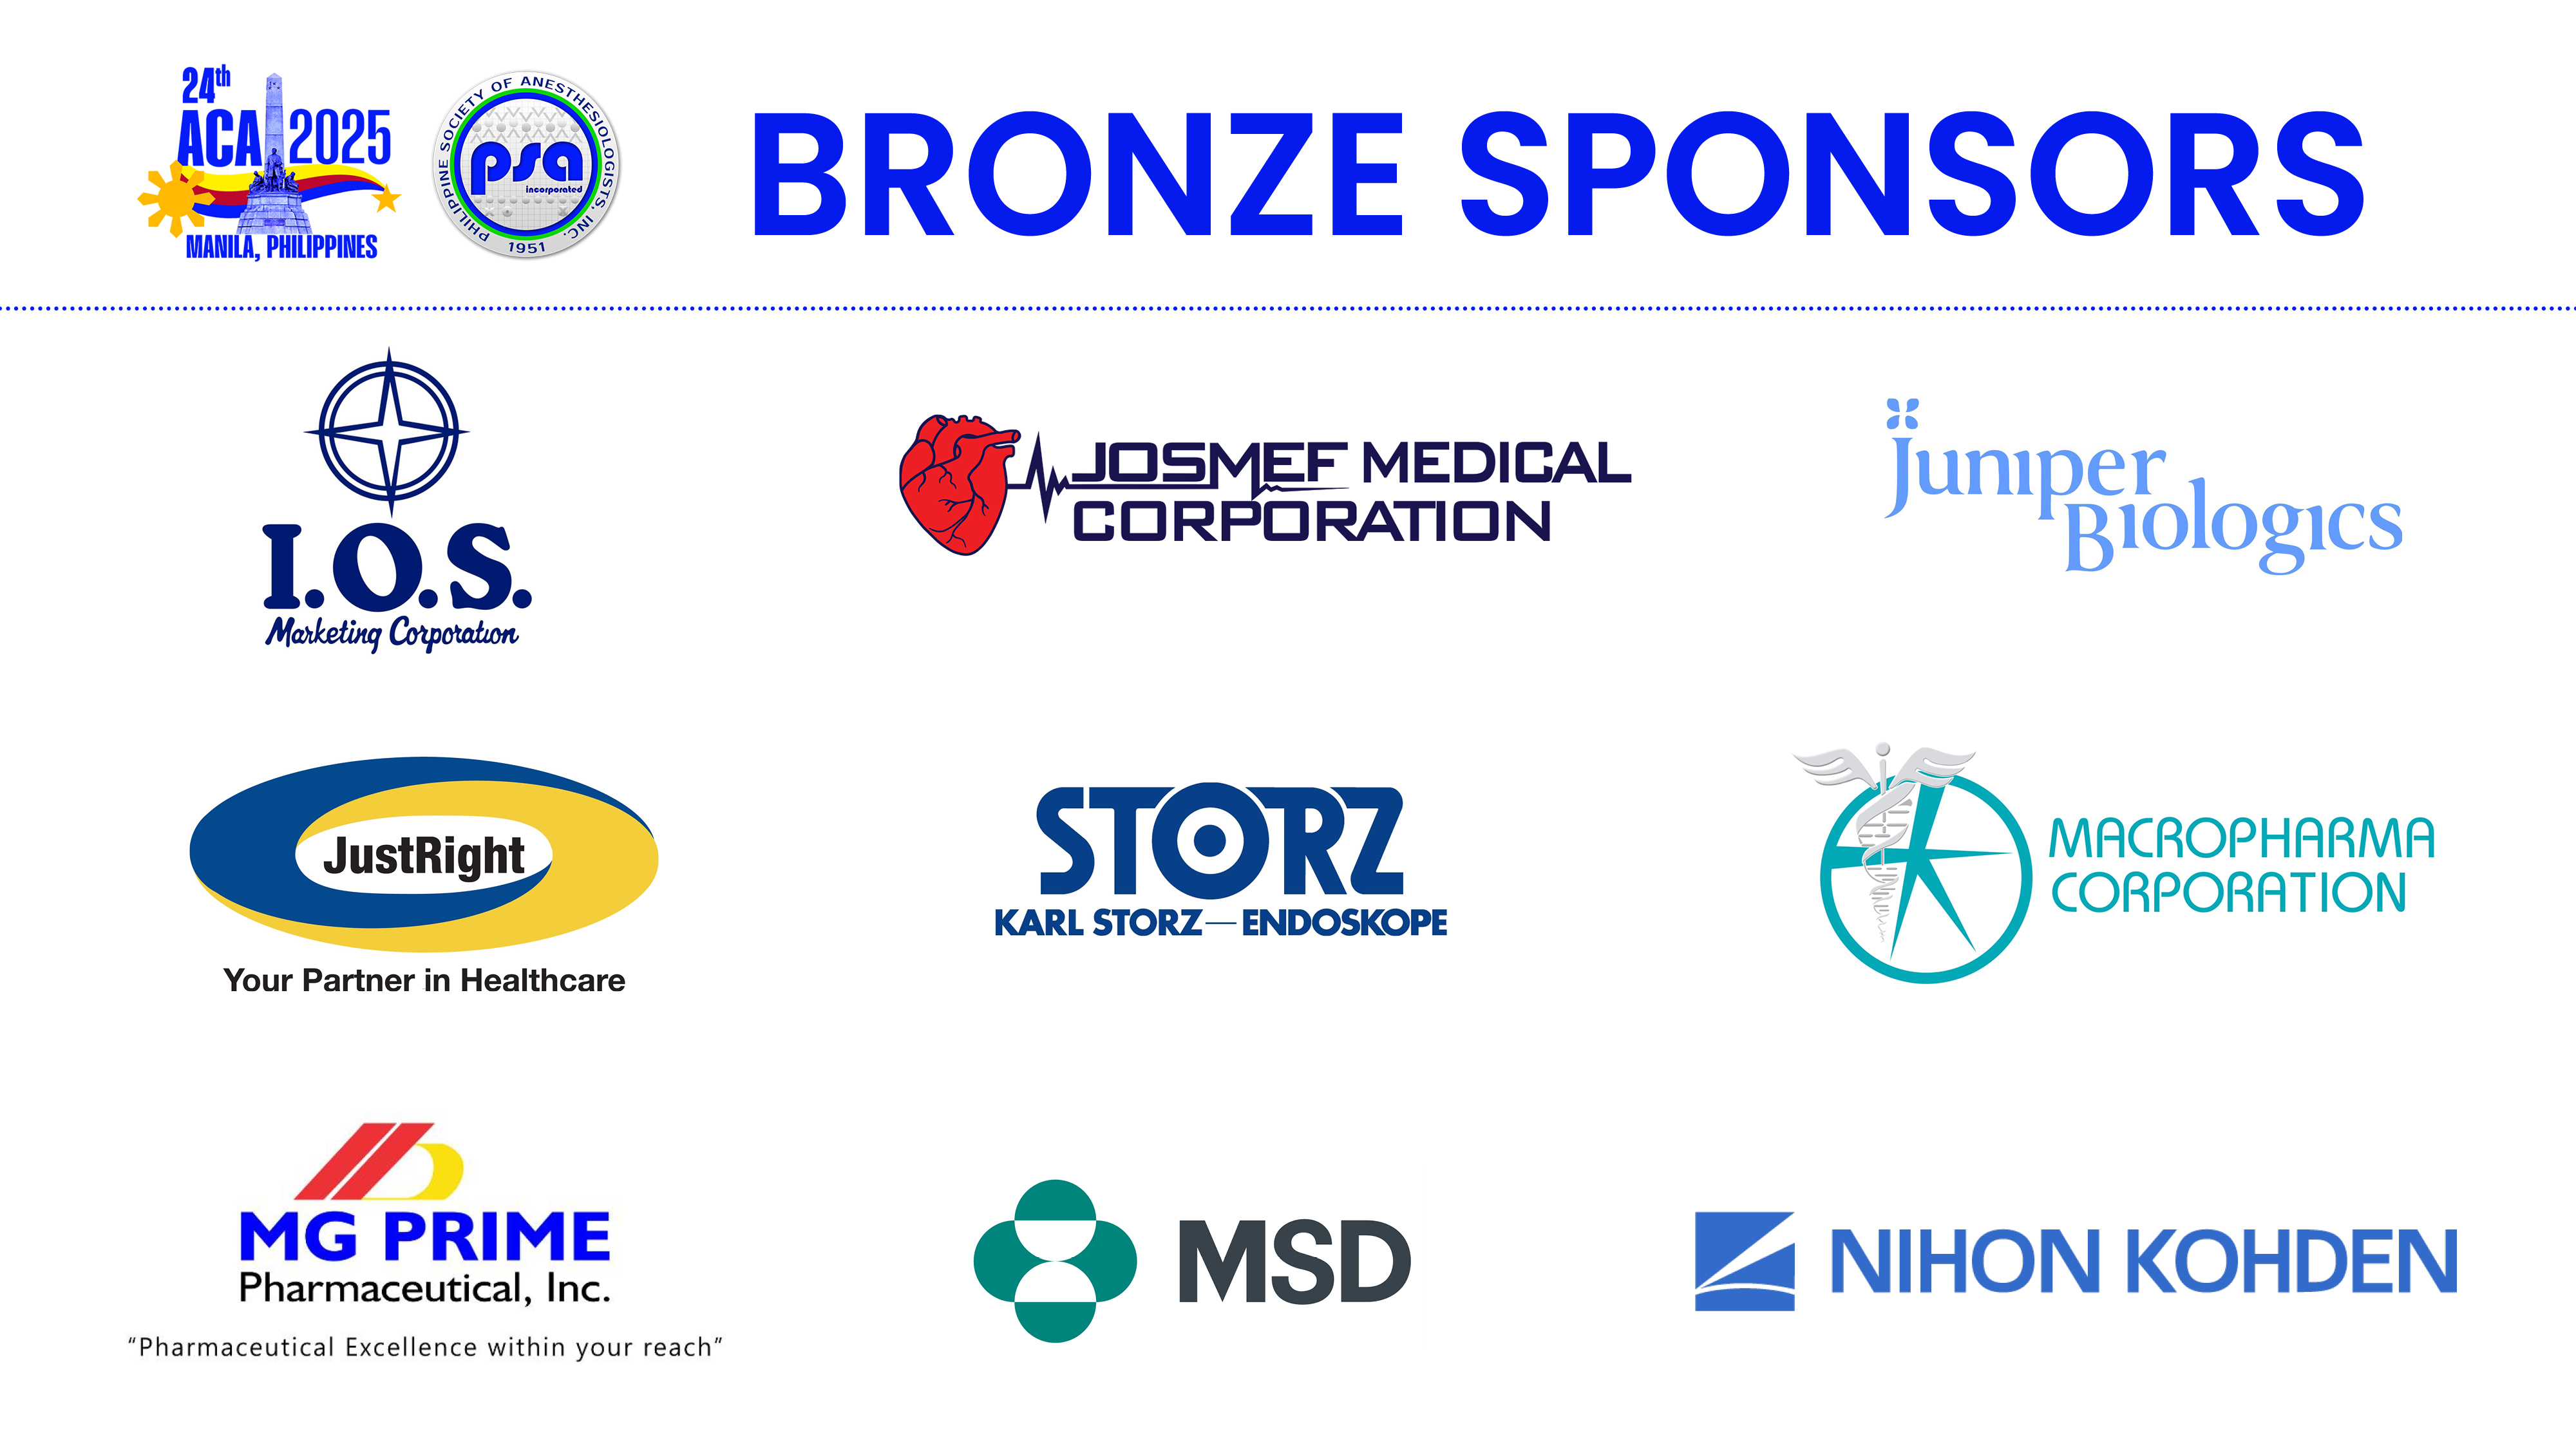 24th
ACA 2025
MANILA, PHILIPPINES
PHILIPPINE SOCIETY OF ANESTHESIOLOGISTS, INC.
psa
incorporated
1951
BRONZE SPONSORS
I.O.S.
Marketing Corporation
JOSMEF MEDICAL
CORPORATION
Juniper
Biologics
JustRight
Your Partner in Healthcare
STORZ
KARL STORZ—ENDOSKOPE
MACROPHARMA
CORPORATION
MG PRIME
Pharmaceutical, Inc.
“Pharmaceutical Excellence within your reach”
MSD
NIHON KOHDEN